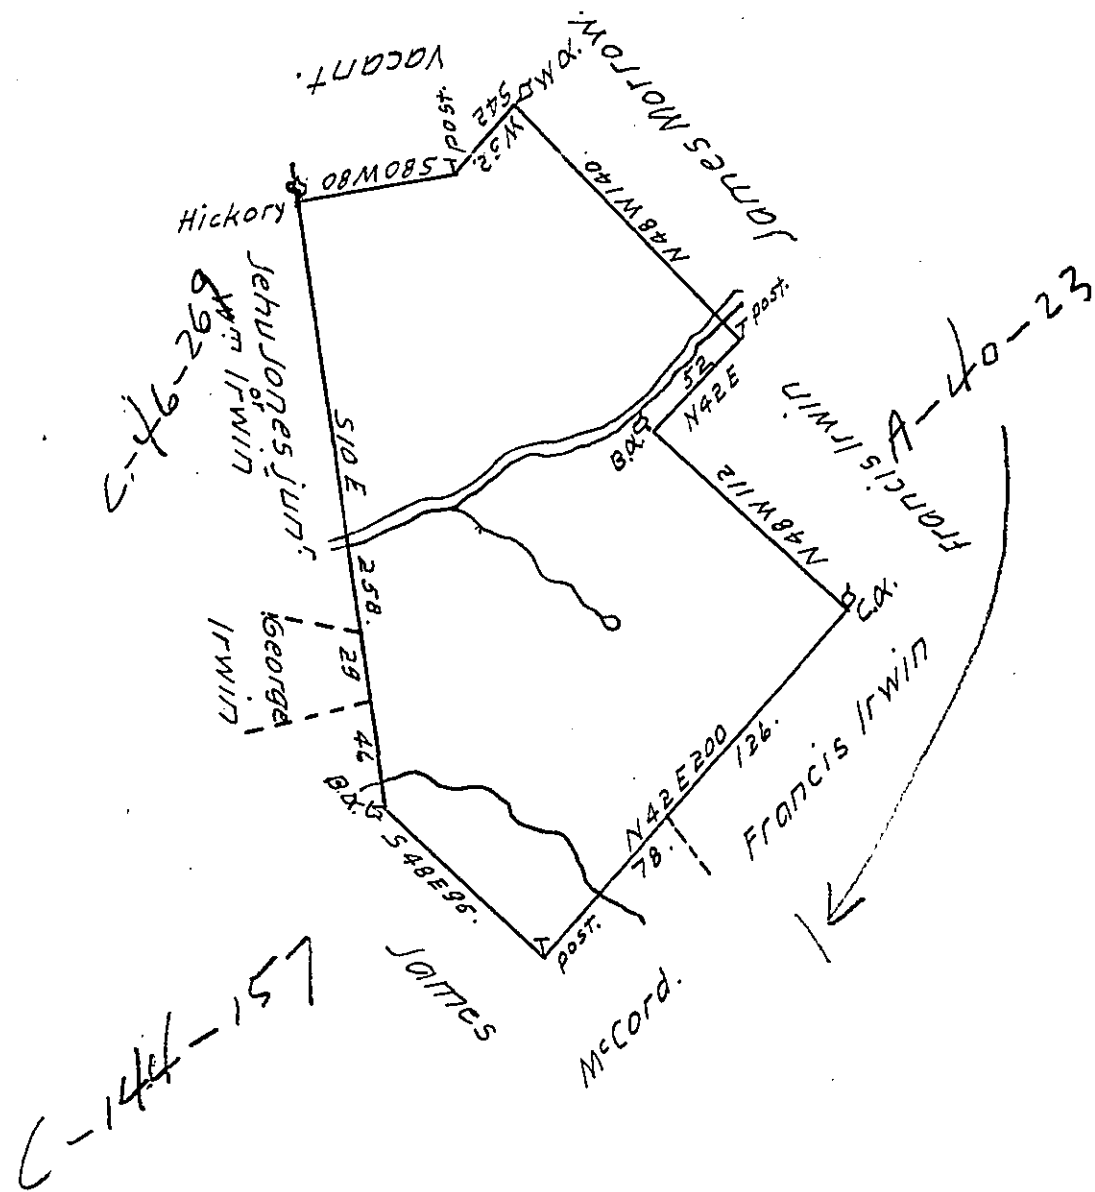 vacant.
James Morrow.
W.α.
S42
W52.
post
S80W80
Hickory
N48W140.
post.
Jehu Jones junr.
or
Wm Irwin
C-46-269
A-40-23
Francis Irwin
52
N42E
B.α.
S10E
258.
N48W112
C.α.
George
Irwin
29
46
B.α.
S48E96.
N42E200
126.
78.
Francis Irwin
post.
James
McCord.
C-144-157